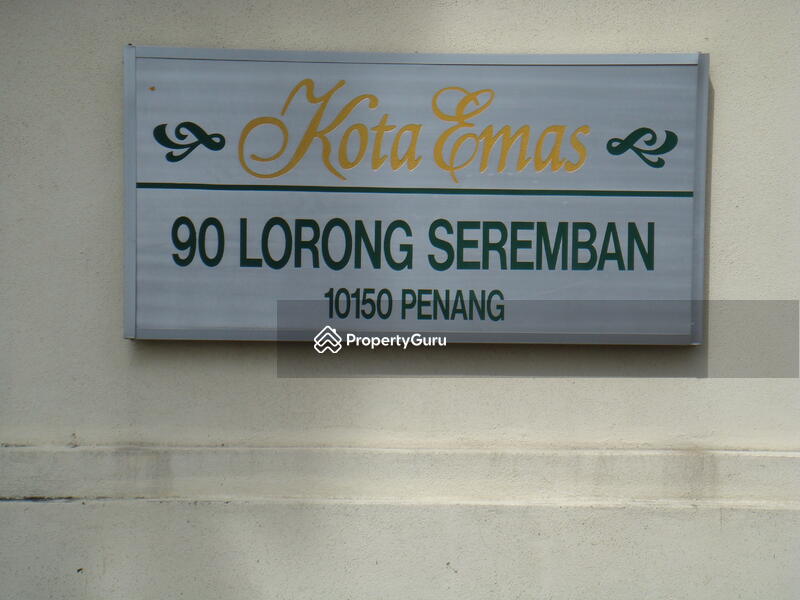 Kota Emas
90 LORONG SEREMBAN
10150 PENANG
PropertyGuru